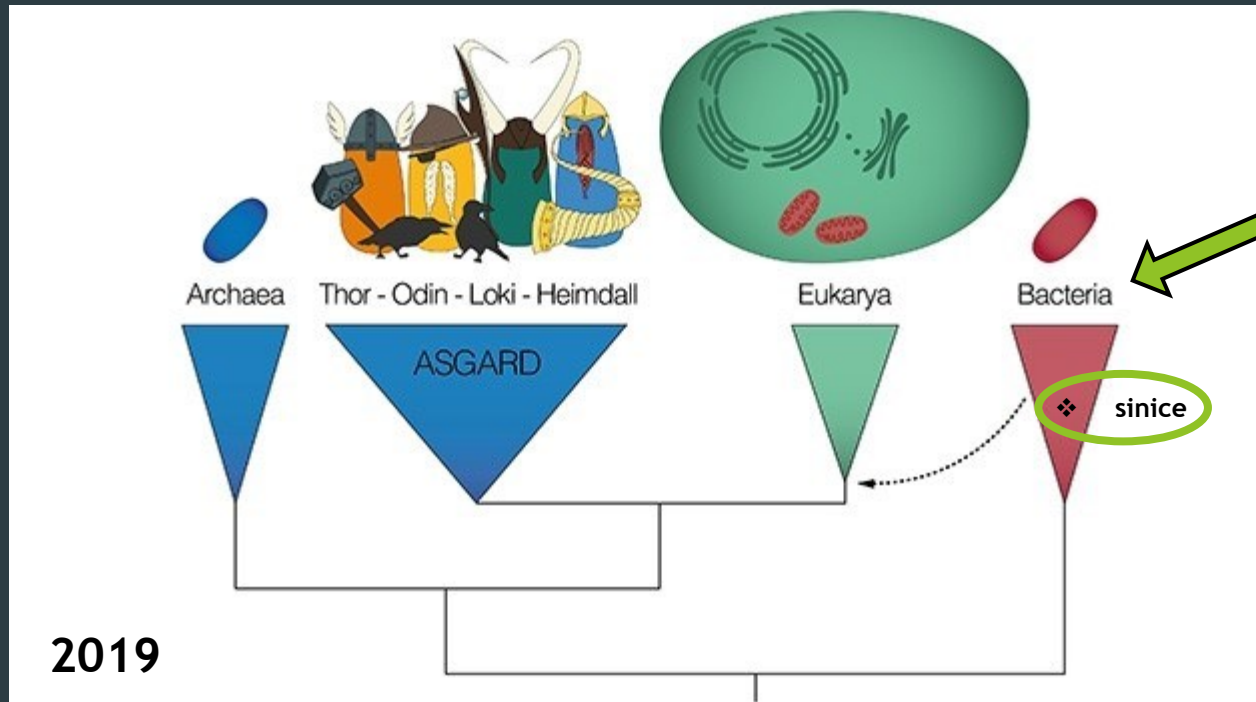 Archaea
Thor - Odin - Loki - Heimdall
Eukarya
Bacteria
ASGARD
❖ sinice
2019